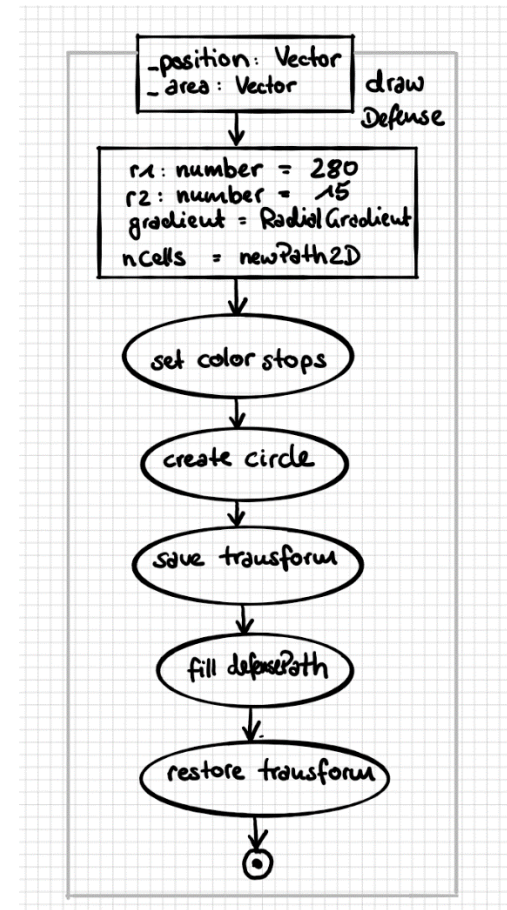 _position: Vector
_area: Vector
draw
Defense
r1: number = 280
r2: number = 15
gradient = RadialGradient
nCells = newPath2D
set color stops
create circle
save transform
fill defensePath
restore transform